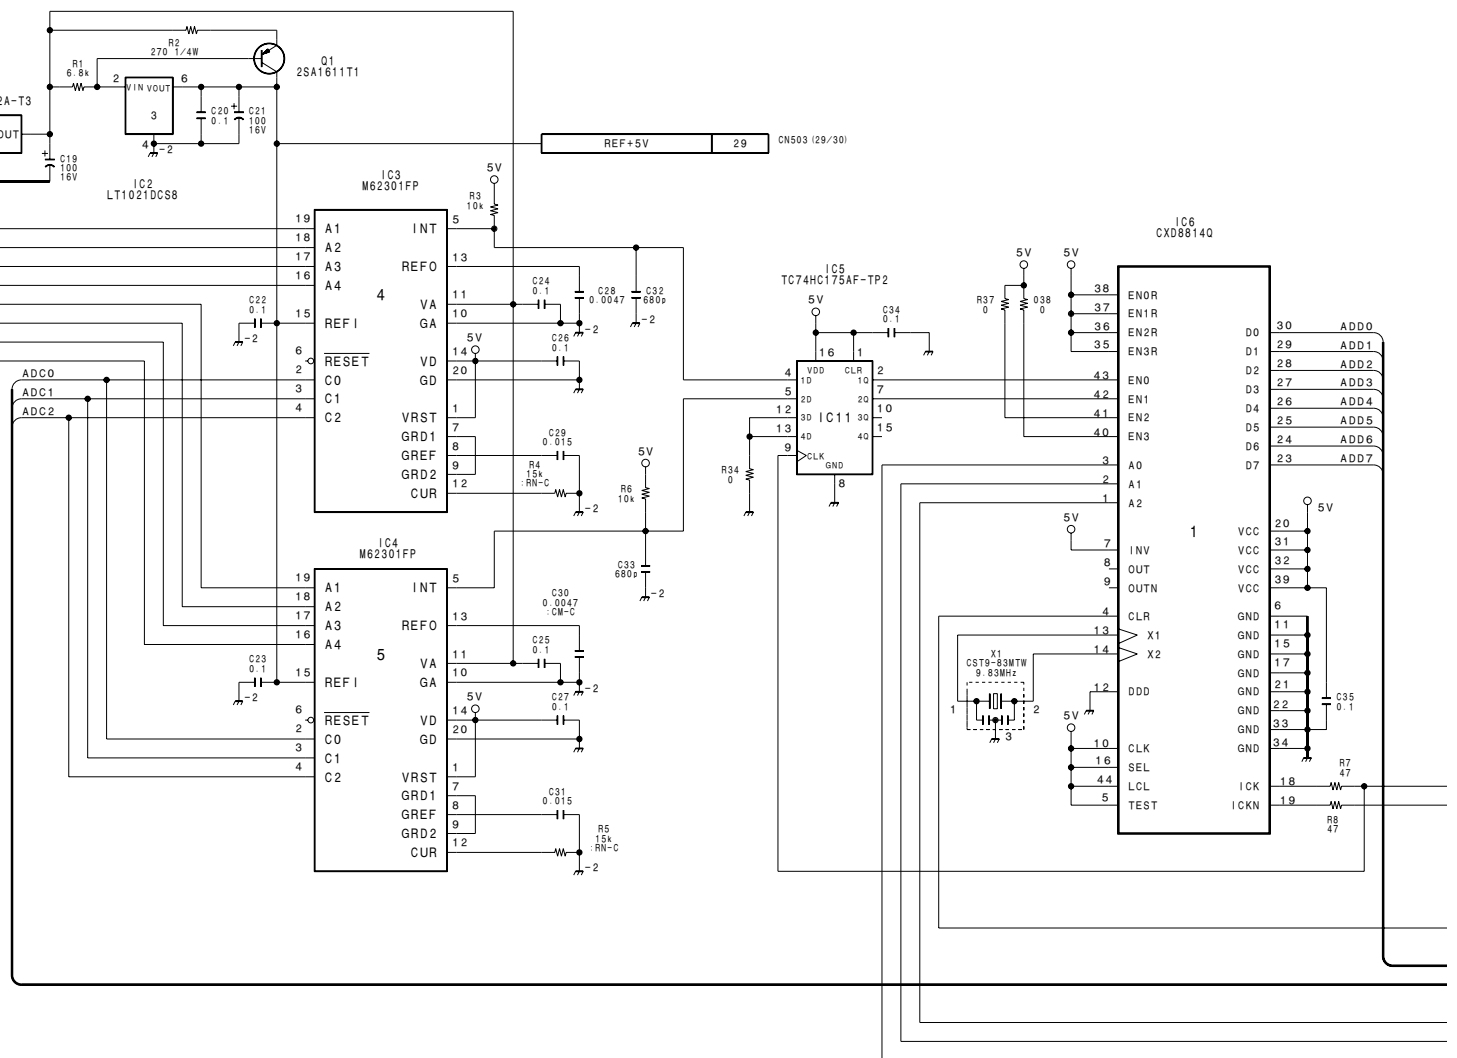 2A-T3
OUT
C19
100
16V
R1
6.8k
R2
270 1/4W
Q1
2SA1611T1
2
VIN VOUT
6
3
4
-2
C20
0.1
C21
100
16V
IC2
LT1021DCS8
REF+5V
29
CN503 (29/30)
IC3
M62301FP
19 A1
18 A2
17 A3
16 A4
15 REFI
6 RESET
2 C0
3 C1
4 C2
4
INT 5
REFO 13
VA 11
GA 10
VD 14
GD 20
VRST 1
GRD1 7
GREF 8
GRD2 9
CUR 12
C22
0.1
-2
ADC0
ADC1
ADC2
5V
R3
10k
C24
0.1
C28
0.0047
C32
680p
-2
-2
5V
C26
0.1
C29
0.015
R4
15k
:RN-C
-2
5V
R6
10k
C33
680p
-2
IC4
M62301FP
19 A1
18 A2
17 A3
16 A4
15 REFI
6 RESET
2 C0
3 C1
4 C2
5
INT 5
REFO 13
VA 11
GA 10
VD 14
GD 20
VRST 1
GRD1 7
GREF 8
GRD2 9
CUR 12
C23
0.1
-2
C30
0.0047
:CM-C
C25
0.1
-2
5V
C27
0.1
C31
0.015
R5
15k
:RN-C
-2
IC5
TC74HC175AF-TP2
5V
C34
0.1
16
1
VDD
CLR
4 1D
5 2D
12 3D
13 4D
9 CLK
IC11
1Q 2
2Q 7
3Q 10
4Q 15
GND
8
R34
0
5V
5V
R37
0
O38
0
IC6
CXD8814Q
38 EN0R
37 EN1R
36 EN2R
35 EN3R
43 EN0
42 EN1
41 EN2
40 EN3
3 A0
2 A1
1 A2
5V
7 INV
8 OUT
9 OUTN
4 CLR
13 X1
14 X2
12 DDD
5V
10 CLK
16 SEL
44 LCL
5 TEST
1
D0 30 ADD0
D1 29 ADD1
D2 28 ADD2
D3 27 ADD3
D4 26 ADD4
D5 25 ADD5
D6 24 ADD6
D7 23 ADD7
5V
VCC 20
VCC 31
VCC 32
VCC 39
GND 6
GND 11
GND 15
GND 17
GND 21
GND 22
GND 33
GND 34
C35
0.1
ICK 18
ICKN 19
R7
47
R8
47
X1
CST9-83MTW
9.83MHz
1
2
3